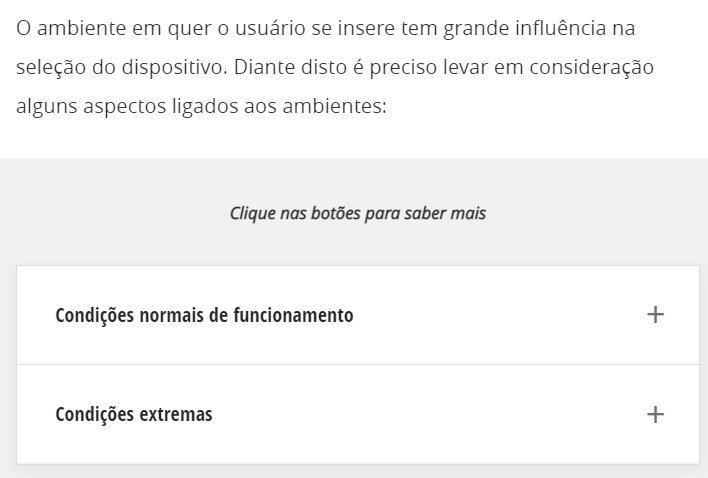 O ambiente em quer o usuário se insere tem grande influência na
seleção do dispositivo. Diante disto é preciso levar em consideração
alguns aspectos ligados aos ambientes:
Clique nas botões para saber mais
Condições normais de funcionamento
Condições extremas